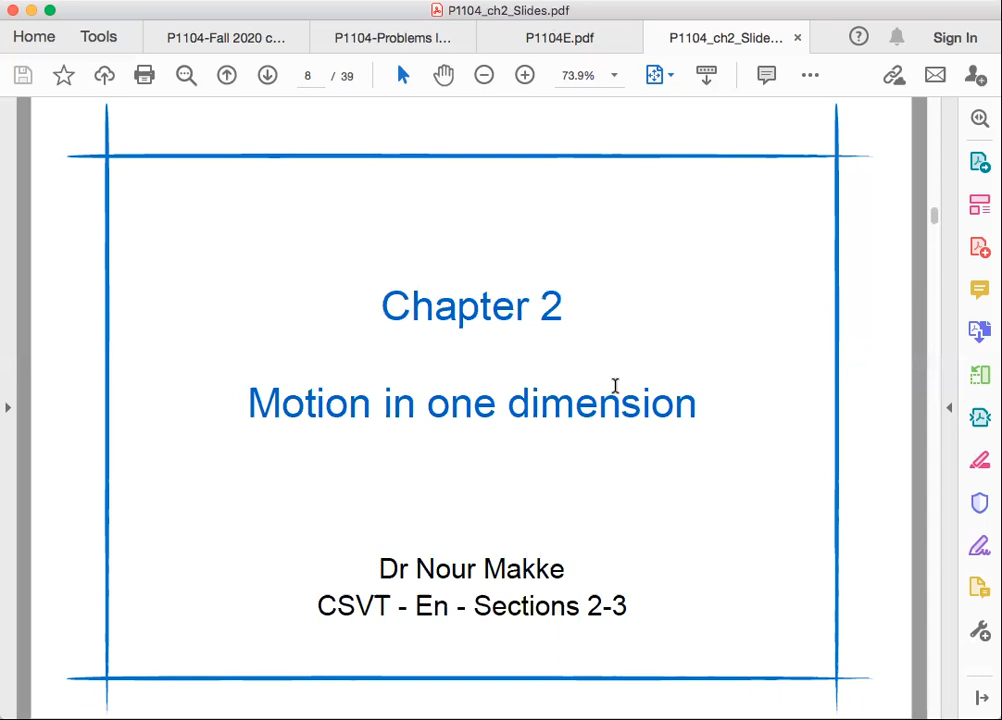 P1104_ch2_Slides.pdf
Home Tools P1104-Fall 2020 c... P1104-Problems I... P1104E.pdf P1104_ch2_Slide... × ? Sign In
8 / 39 73.9%
Chapter 2
Motion in one dimension
Dr Nour Makke
CSVT - En - Sections 2-3